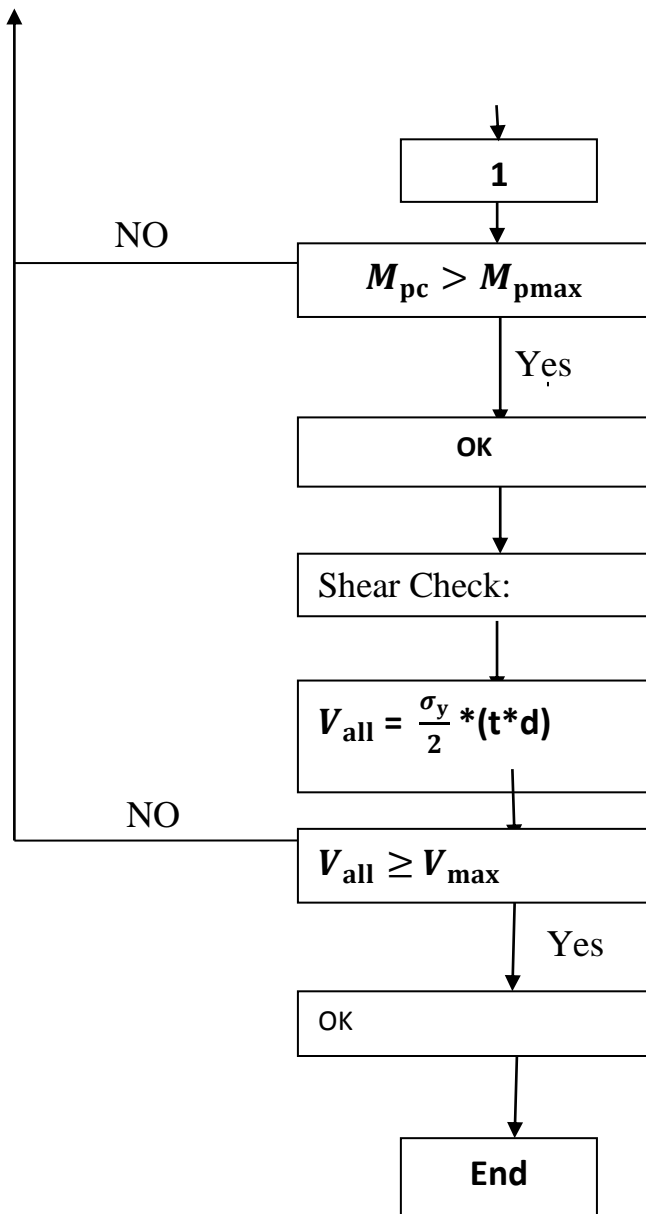 1
NO
M_pc > M_pmax
Yes
OK
Shear Check:
V_all = σ_y/2 *(t*d)
NO
V_all ≥ V_max
Yes
OK
End